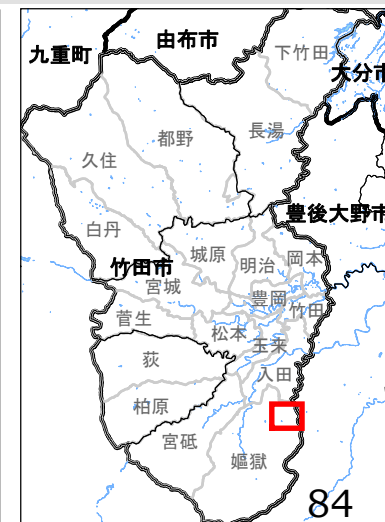 由布市
九重町
下竹田
大分市
長湯
都野
久住
豊後大野市
白丹
城原
明治
岡本
竹田市
宮城
豊岡
竹田
菅生
松本
玉来
荻
入田
柏原
宮砥
嫗獄
84